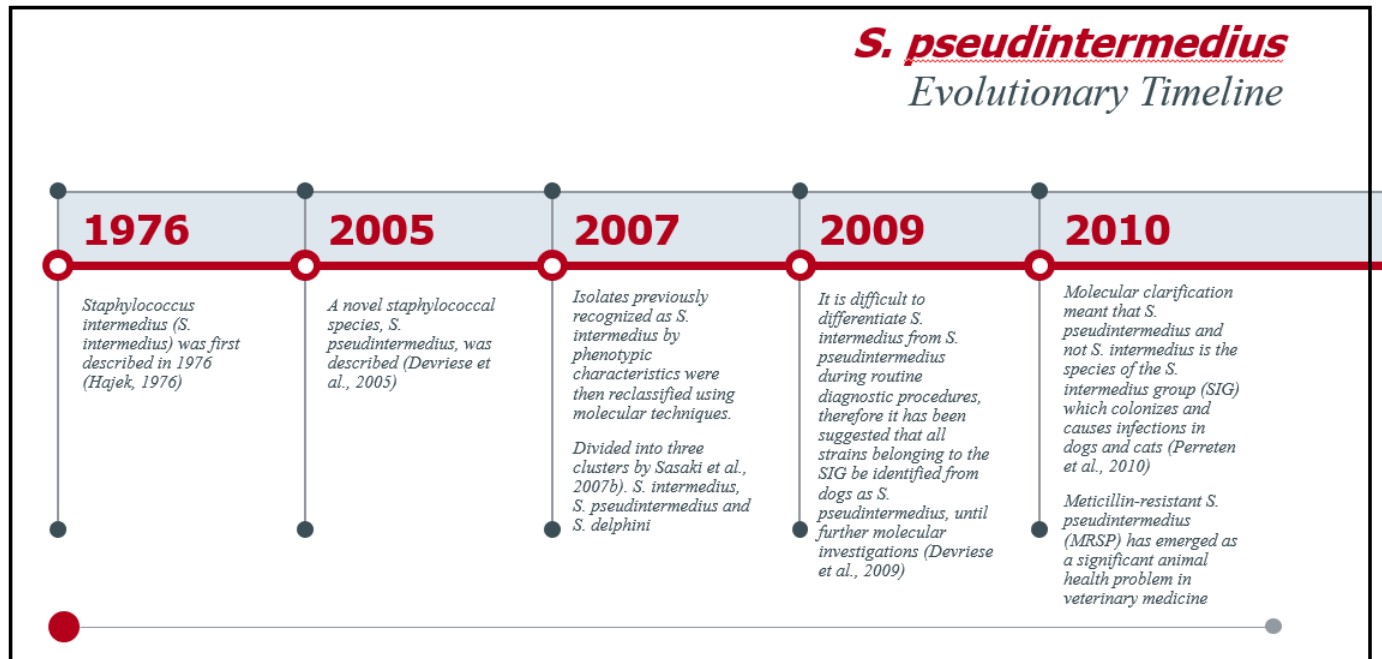 S. pseudintermedius
Evolutionary Timeline
1976
Staphylococcus
intermedius (S.
intermedius) was first
described in 1976
(Hajek, 1976)
2005
A novel staphylococcal
species, S.
pseudintermedius, was
described (Devriese et
al., 2005)
2007
Isolates previously
recognized as S.
intermedius by
phenotypic
characteristics were
then reclassified using
molecular techniques.
Divided into three
clusters by Sasaki et al.,
2007b). S. intermedius,
S. pseudintermedius and
S. delphini
2009
It is difficult to
differentiate S.
intermedius from S.
pseudintermedius
during routine
diagnostic procedures,
therefore it has been
suggested that all
strains belonging to the
SIG be identified from
dogs as S.
pseudintermedius, until
further molecular
investigations (Devriese
et al., 2009)
2010
Molecular clarification
meant that S.
pseudintermedius and
not S. intermedius is the
species of the S.
intermedius group (SIG)
which colonizes and
causes infections in
dogs and cats (Perreten
et al., 2010)
Meticillin-resistant S.
pseudintermedius
(MRSP) has emerged as
a significant animal
health problem in
veterinary medicine